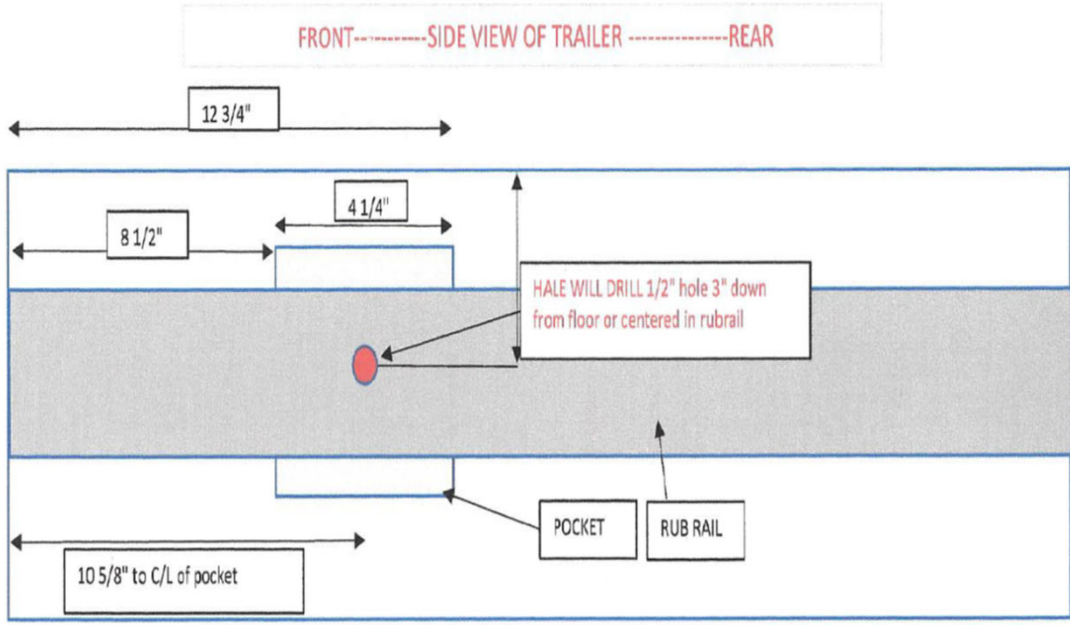 FRONT-----------SIDE VIEW OF TRAILER ---------------REAR
12 3/4"
4 1/4"
8 1/2"
HALE WILL DRILL 1/2" hole 3" down
from floor or centered in rubrail
POCKET
RUB RAIL
10 5/8" to C/L of pocket